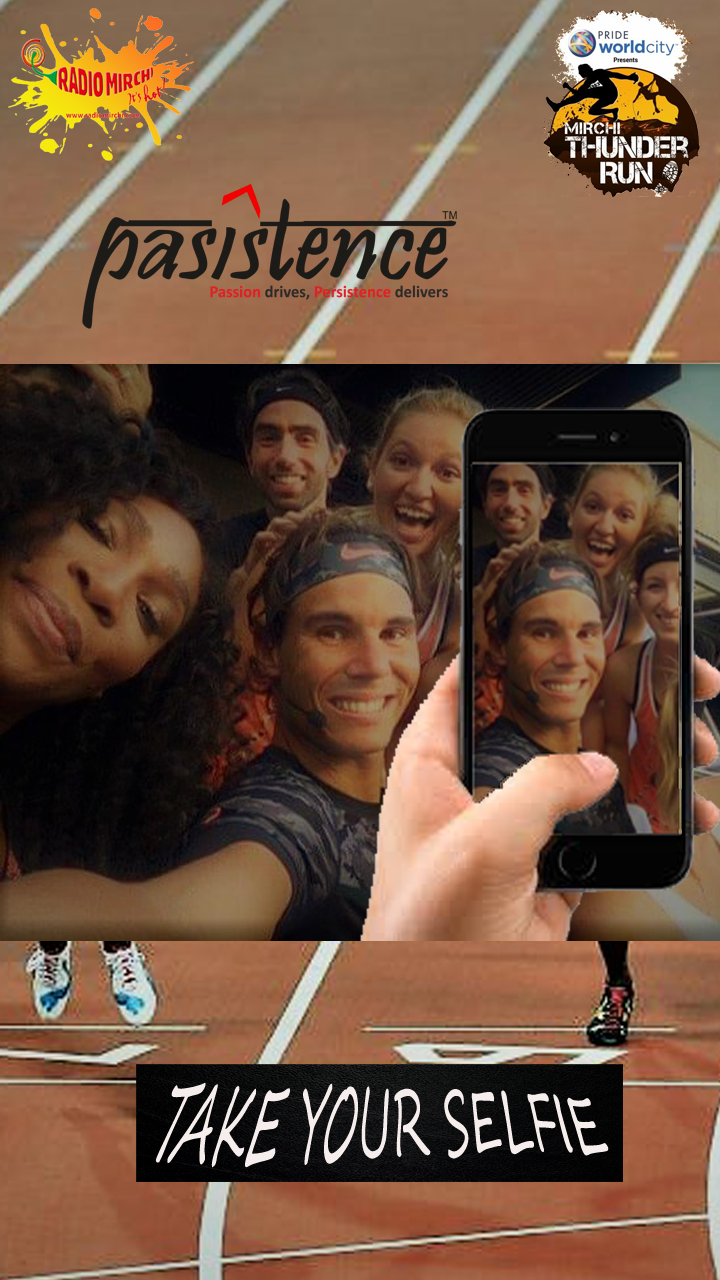 RADIO MIRCHI
It's hot!
www.radiomirchi.com
PRIDE
worldcity™
Presents
MIRCHI
THUNDER
RUN
pasistence™
Passion drives, Persistence delivers
TAKE YOUR SELFIE